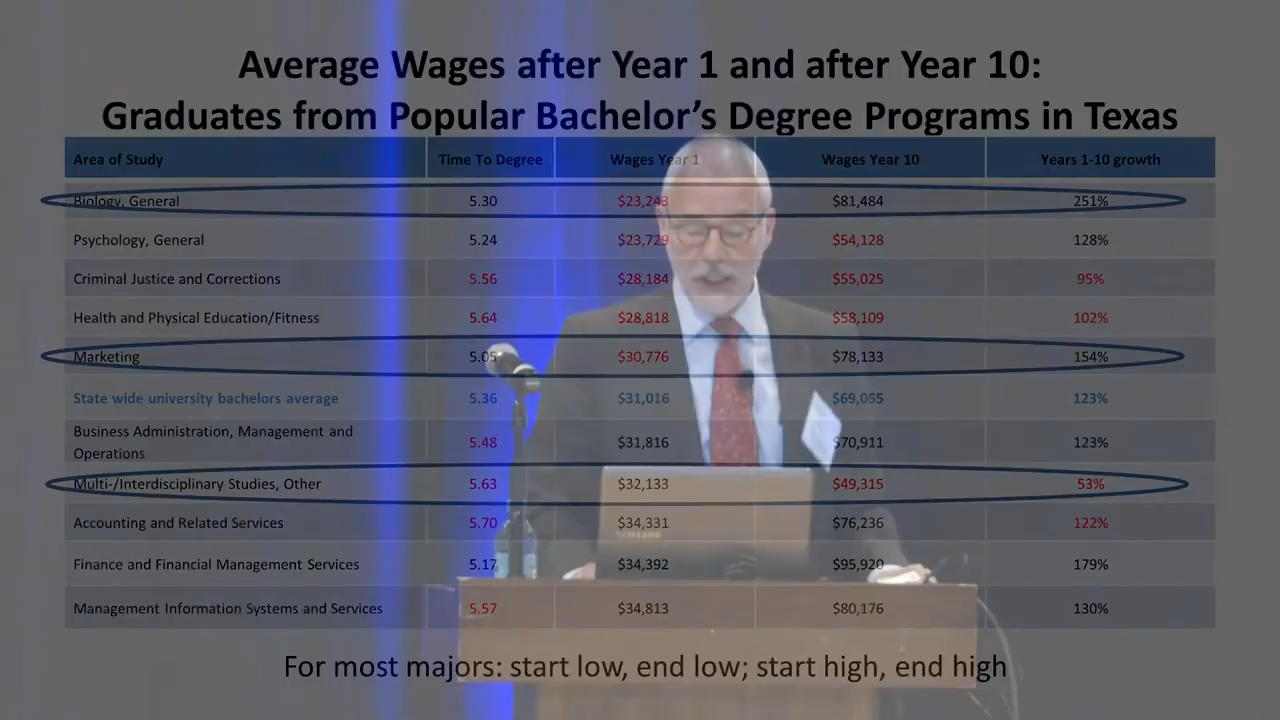 Average Wages after Year 1 and after Year 10:
Graduates from Popular Bachelor's Degree Programs in Texas
Area of Study Time To Degree Wages Year 1 Wages Year 10 Years 1-10 growth
Biology, General 5.30 $23,243 $81,484 251%
Psychology, General 5.24 $23,729 $54,128 128%
Criminal Justice and Corrections 5.56 $28,184 $55,025 95%
Health and Physical Education/Fitness 5.64 $28,818 $58,109 102%
Marketing 5.05 $30,776 $78,133 154%
State wide university bachelors average 5.36 $31,016 $69,055 123%
Business Administration, Management and
Operations 5.48 $31,816 $70,911 123%
Multi-/Interdisciplinary Studies, Other 5.63 $32,133 $49,315 53%
Accounting and Related Services 5.70 $34,331 $76,236 122%
SAMSUNG
Finance and Financial Management Services 5.17 $34,392 $95,920 179%
Management Information Systems and Services 5.57 $34,813 $80,176 130%
For most majors: start low, end low; start high, end high